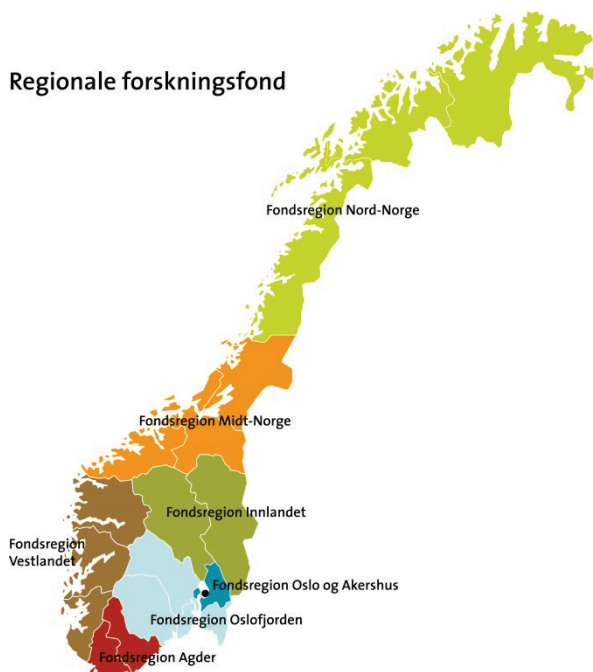 Regionale forskningsfond
Fondsregion Nord-Norge
Fondsregion Midt-Norge
Fondsregion Innlandet
Fondsregion
Vestlandet
Fondsregion Oslo og Akershus
Fondsregion Oslofjorden
Fondsregion Agder